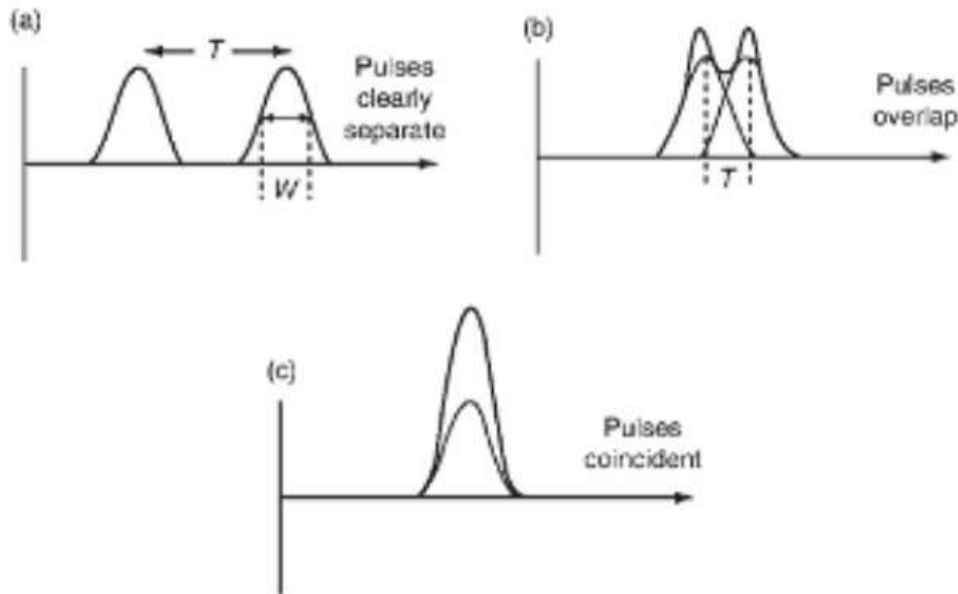 (a)
T
Pulses
clearly
separate
W
(b)
Pulses
overlap
T
(c)
Pulses
coincident